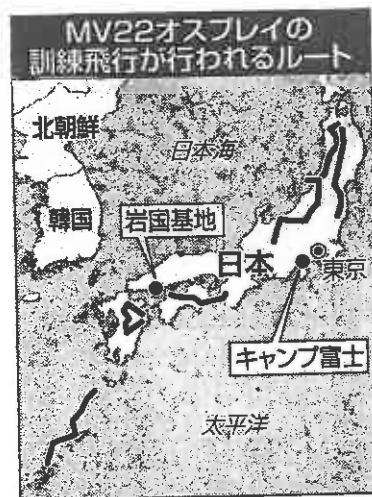 MV22オスプレイの
訓練飛行が行われるルート
北朝鮮
日本海
韓国
岩国基地
日本
東京
キャンプ富士
太平洋